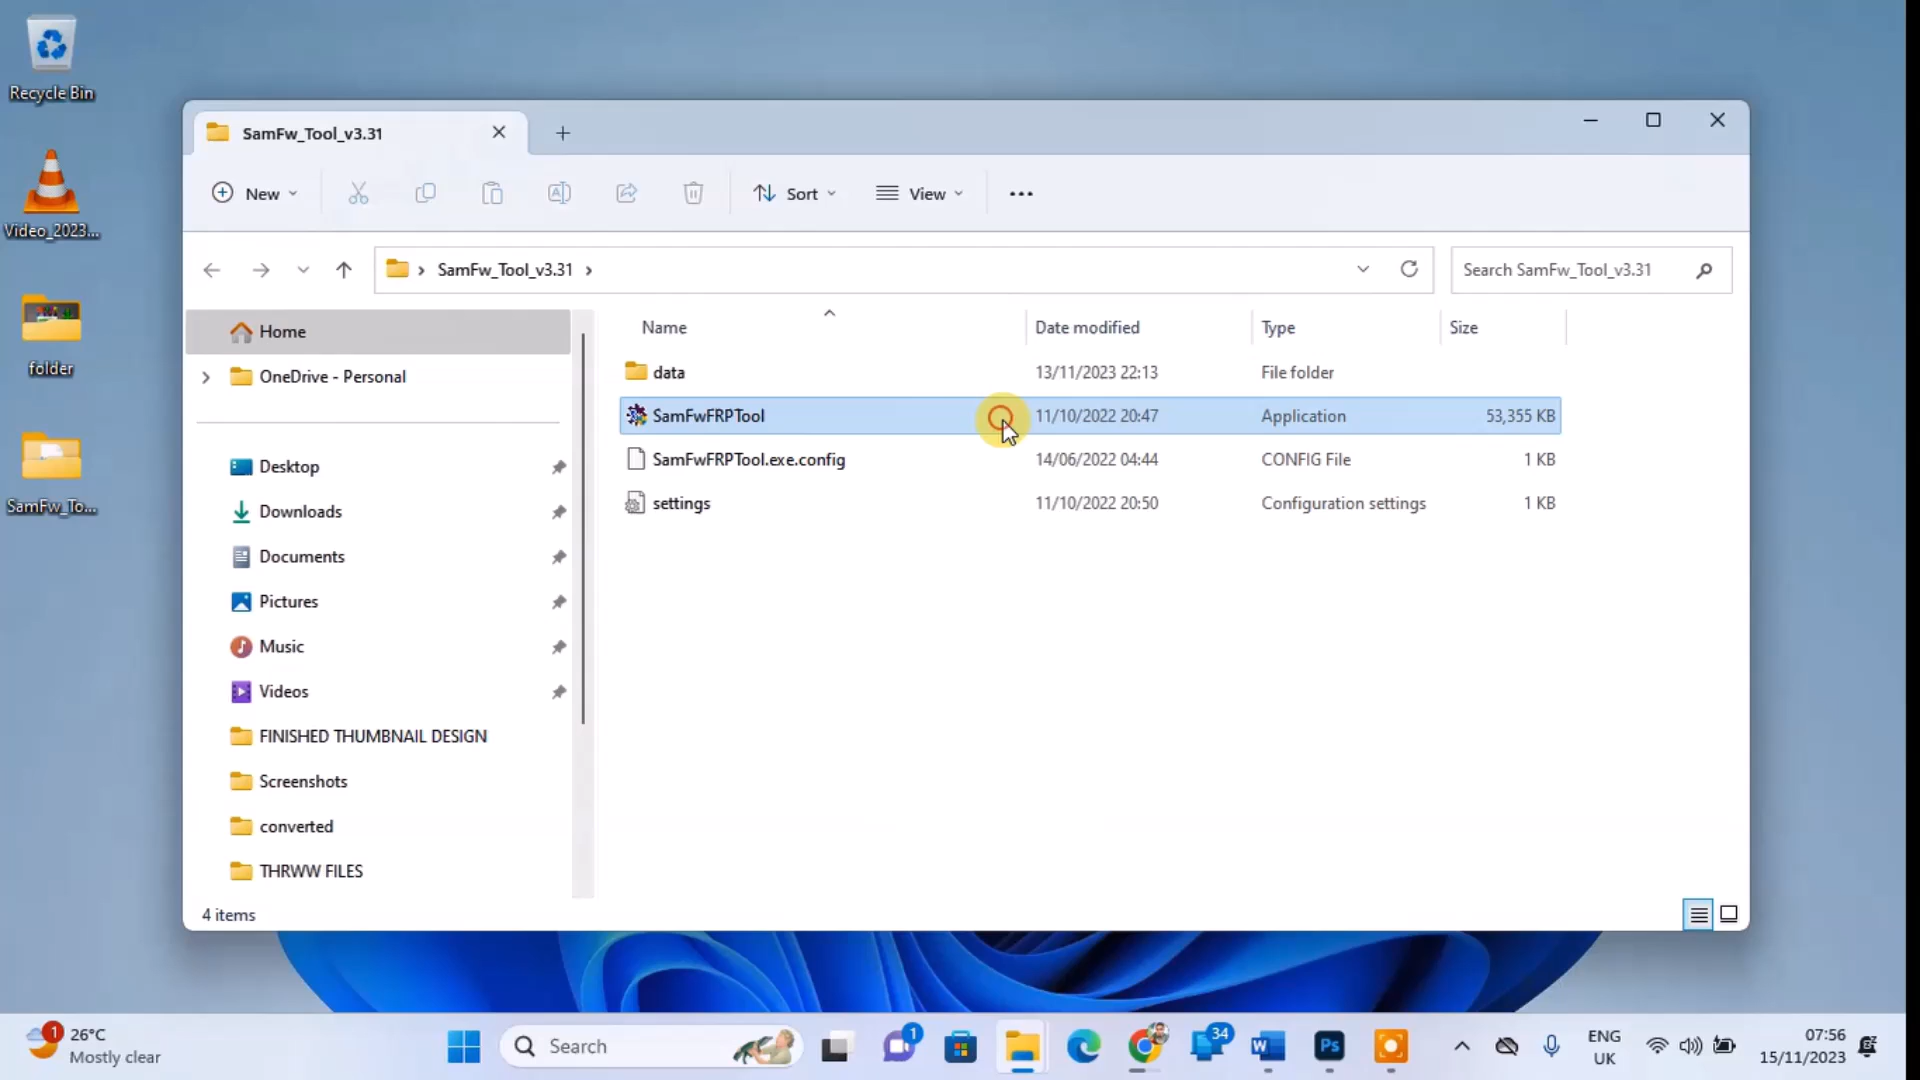 Recycle Bin
Video_2023...
folder
SamFw_To...
SamFw_Tool_v3.31
New
Sort
View
SamFw_Tool_v3.31
Search SamFw_Tool_v3.31
Home
OneDrive - Personal
Desktop
Downloads
Documents
Pictures
Music
Videos
FINISHED THUMBNAIL DESIGN
Screenshots
converted
THRWW FILES
Name Date modified Type Size
data 13/11/2023 22:13 File folder
SamFwFRPTool 11/10/2022 20:47 Application 53,355 KB
SamFwFRPTool.exe.config 14/06/2022 04:44 CONFIG File 1 KB
settings 11/10/2022 20:50 Configuration settings 1 KB
4 items
1
26°C
Mostly clear
Search
1
34
W
Ps
ENG
UK
07:56
15/11/2023